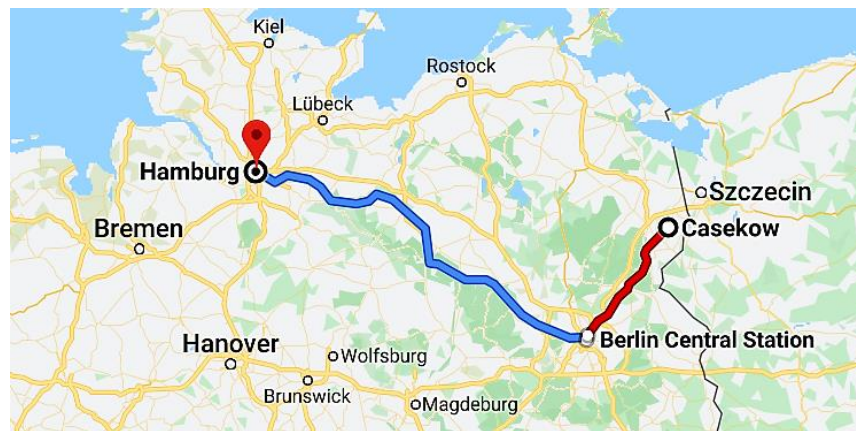 Kiel
Rostock
Lübeck
Hamburg
Szczecin
Bremen
Casekow
Berlin Central Station
Hanover
Wolfsburg
Brunswick
Magdeburg